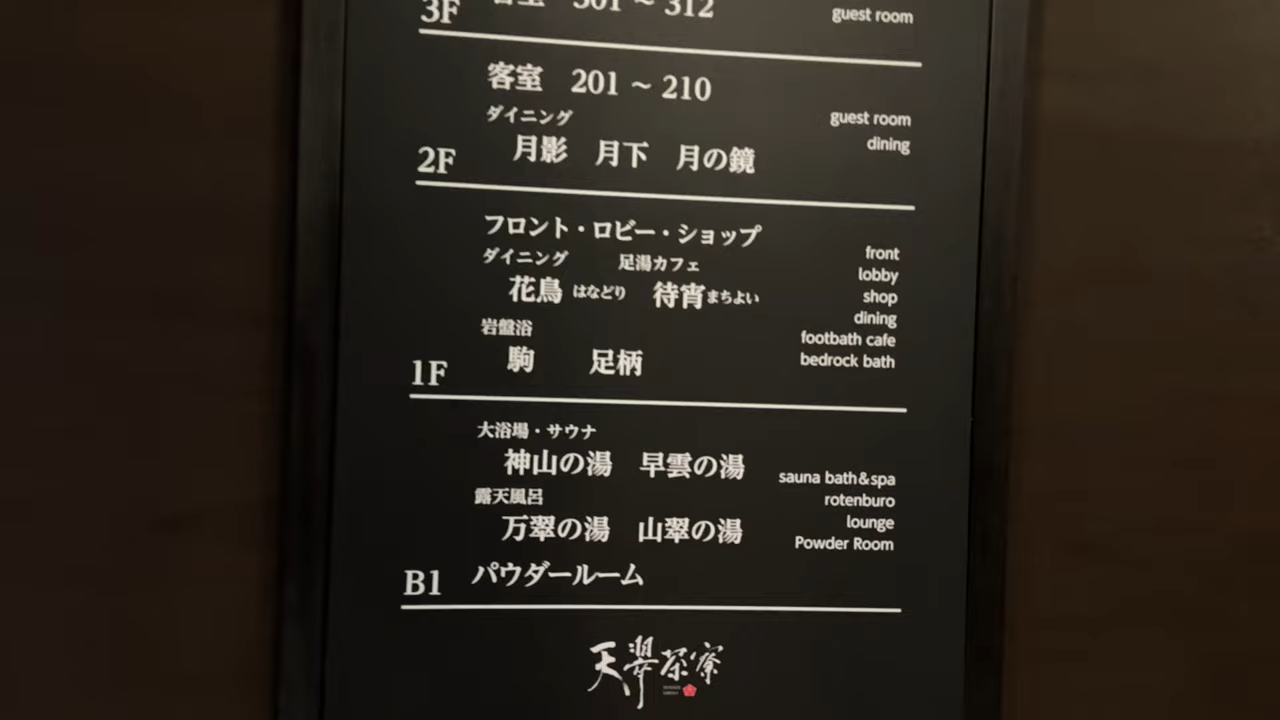 3F 客室 301 ~ 312 guest room
客室 201 ~ 210 guest room
ダイニング dining
2F 月影 月下 月の鏡
フロント・ロビー・ショップ front
lobby
ダイニング 足湯カフェ shop
花鳥 はなどり 待宵 まちよい dining
footbath cafe
岩盤浴 bedrock bath
1F 駒 足柄
大浴場・サウナ
神山の湯 早雲の湯 sauna bath&spa
露天風呂 rotenburo
lounge
万翠の湯 山翠の湯 Powder Room
B1 パウダールーム
天翠茶寮